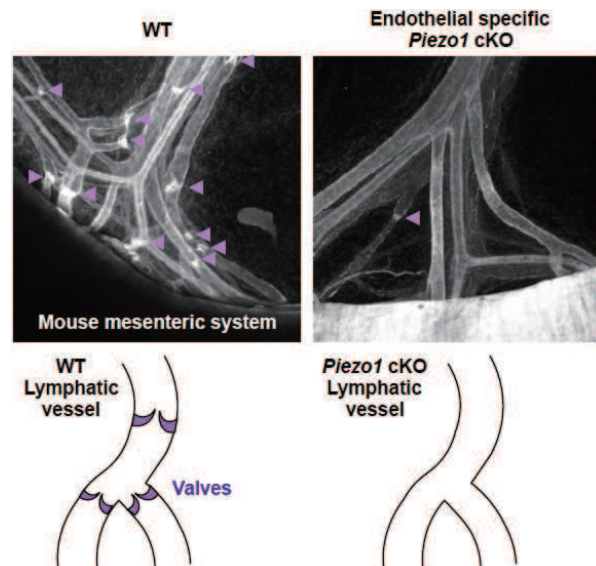 WT
Endothelial specific
Piezo1 cKO
Mouse mesenteric system
WT
Lymphatic
vessel
Valves
Piezo1 cKO
Lymphatic
vessel